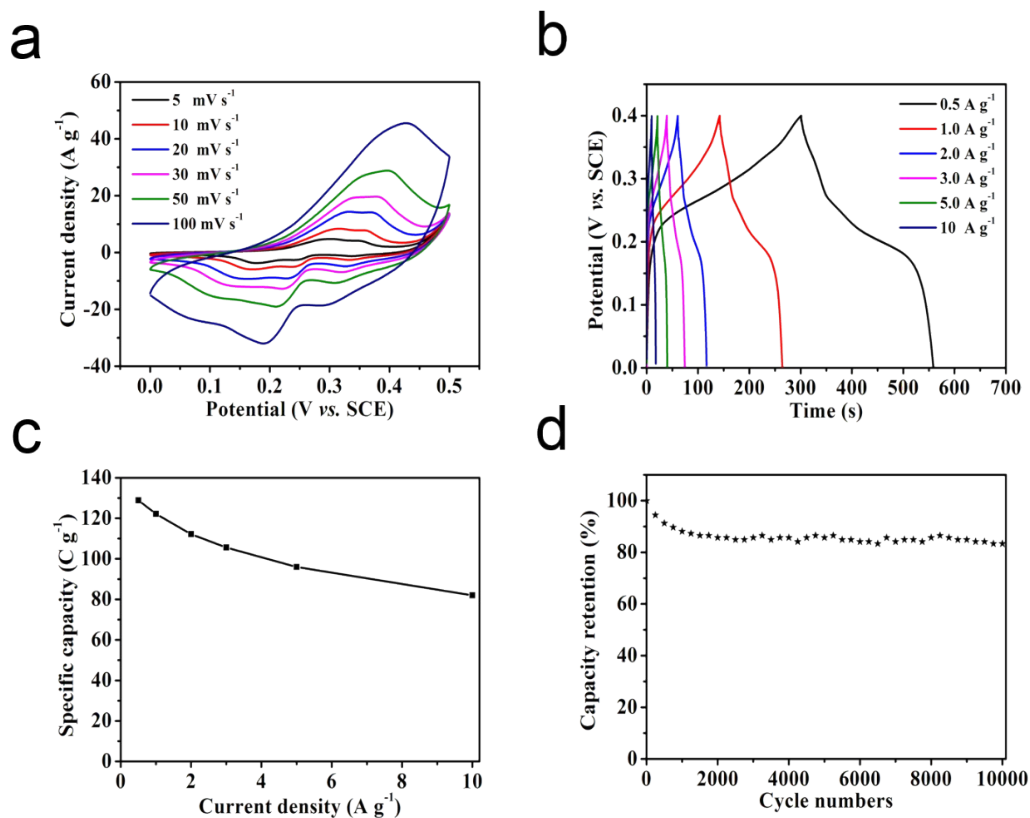 a
60
40
20
0
-20
-40
Current density (A g⁻¹)
5 mV s⁻¹
10 mV s⁻¹
20 mV s⁻¹
30 mV s⁻¹
50 mV s⁻¹
100 mV s⁻¹
0.0 0.1 0.2 0.3 0.4 0.5
Potential (V vs. SCE)
b
0.4
0.3
0.2
0.1
0.0
Potential (V vs. SCE)
0.5 A g⁻¹
1.0 A g⁻¹
2.0 A g⁻¹
3.0 A g⁻¹
5.0 A g⁻¹
10 A g⁻¹
0 100 200 300 400 500 600 700
Time (s)
c
140
120
100
80
60
40
20
0
Specific capacity (C g⁻¹)
0 2 4 6 8 10
Current density (A g⁻¹)
d
100
80
60
40
20
0
Capacity retention (%)
0 2000 4000 6000 8000 10000
Cycle numbers